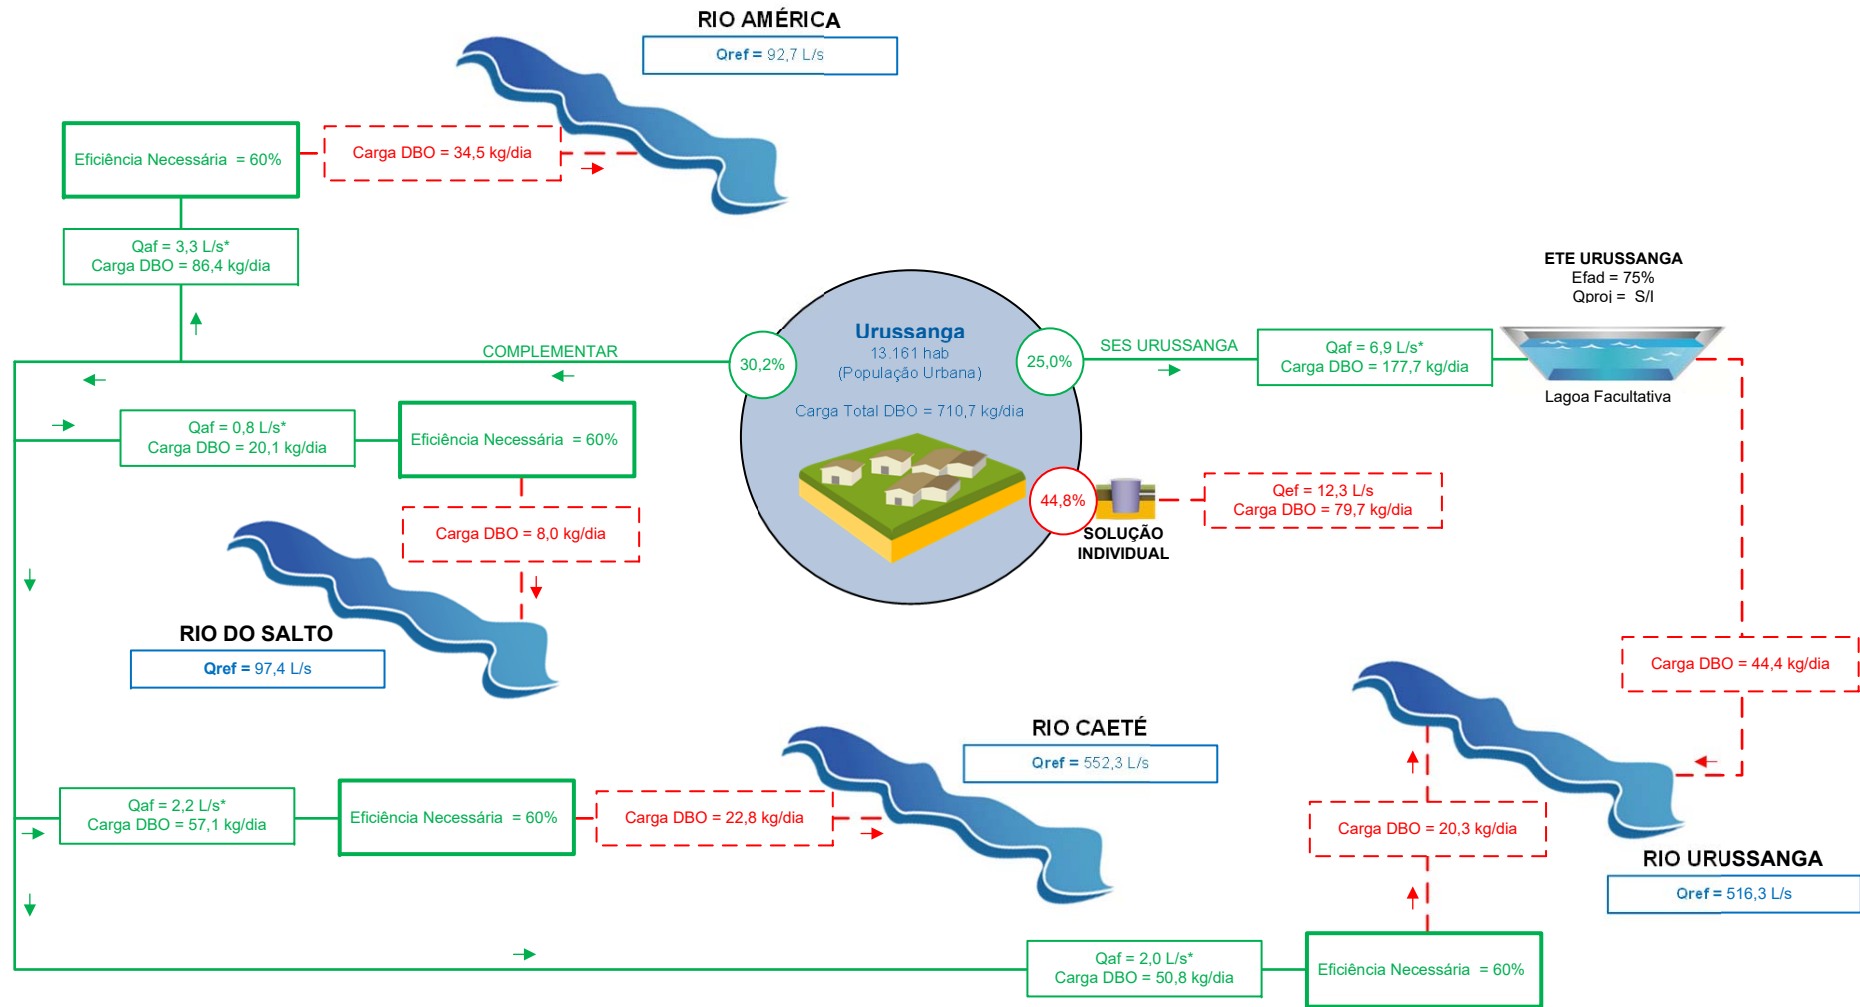 RIO AMÉRICA
Qref = 92,7 L/s
Eficiência Necessária = 60%
Carga DBO = 34,5 kg/dia
Qaf = 3,3 L/s*
Carga DBO = 86,4 kg/dia
COMPLEMENTAR
30,2%
Urussanga
13.161 hab
(População Urbana)
Carga Total DBO = 710,7 kg/dia
25,0%
SES URUSSANGA
Qaf = 6,9 L/s*
Carga DBO = 177,7 kg/dia
ETE URUSSANGA
Efad = 75%
Qproj = S/I
Lagoa Facultativa
Qaf = 0,8 L/s*
Carga DBO = 20,1 kg/dia
Eficiência Necessária = 60%
44,8%
SOLUÇÃO
INDIVIDUAL
Qef = 12,3 L/s
Carga DBO = 79,7 kg/dia
Carga DBO = 8,0 kg/dia
RIO DO SALTO
Qref = 97,4 L/s
Carga DBO = 44,4 kg/dia
RIO CAETÉ
Qref = 552,3 L/s
Qaf = 2,2 L/s*
Carga DBO = 57,1 kg/dia
Eficiência Necessária = 60%
Carga DBO = 22,8 kg/dia
Carga DBO = 20,3 kg/dia
RIO URUSSANGA
Qref = 516,3 L/s
Qaf = 2,0 L/s*
Carga DBO = 50,8 kg/dia
Eficiência Necessária = 60%